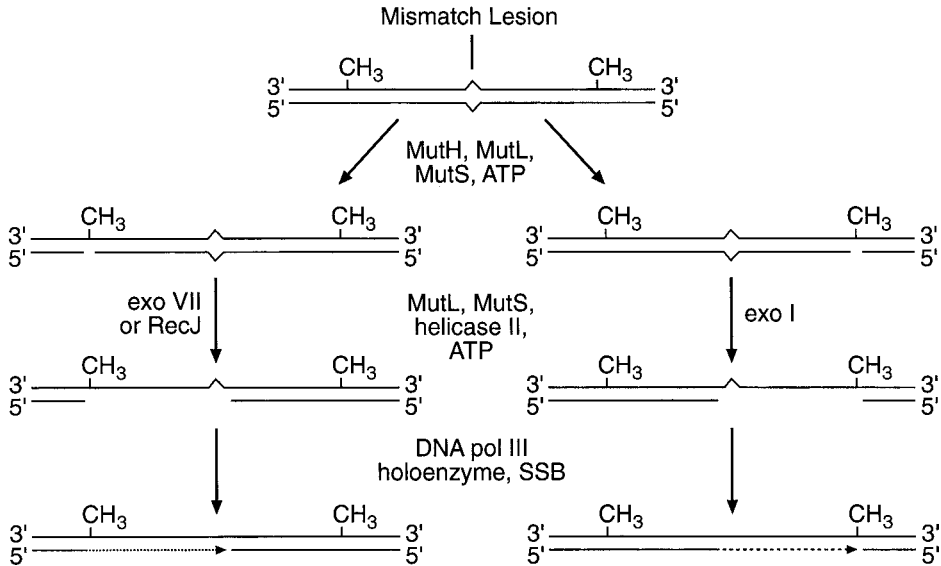 Mismatch Lesion
CH3 CH3
3' 3'
5' 5'
MutH, MutL,
MutS, ATP
CH3 CH3 CH3 CH3
3' 3' 3' 3'
5' 5' 5' 5'
exo VII
or RecJ
MutL, MutS,
helicase II,
ATP
exo I
CH3 CH3 CH3 CH3
3' 3' 3' 3'
5' 5' 5' 5'
DNA pol III
holoenzyme, SSB
CH3 CH3 CH3 CH3
3' 3' 3' 3'
5' 5' 5' 5'